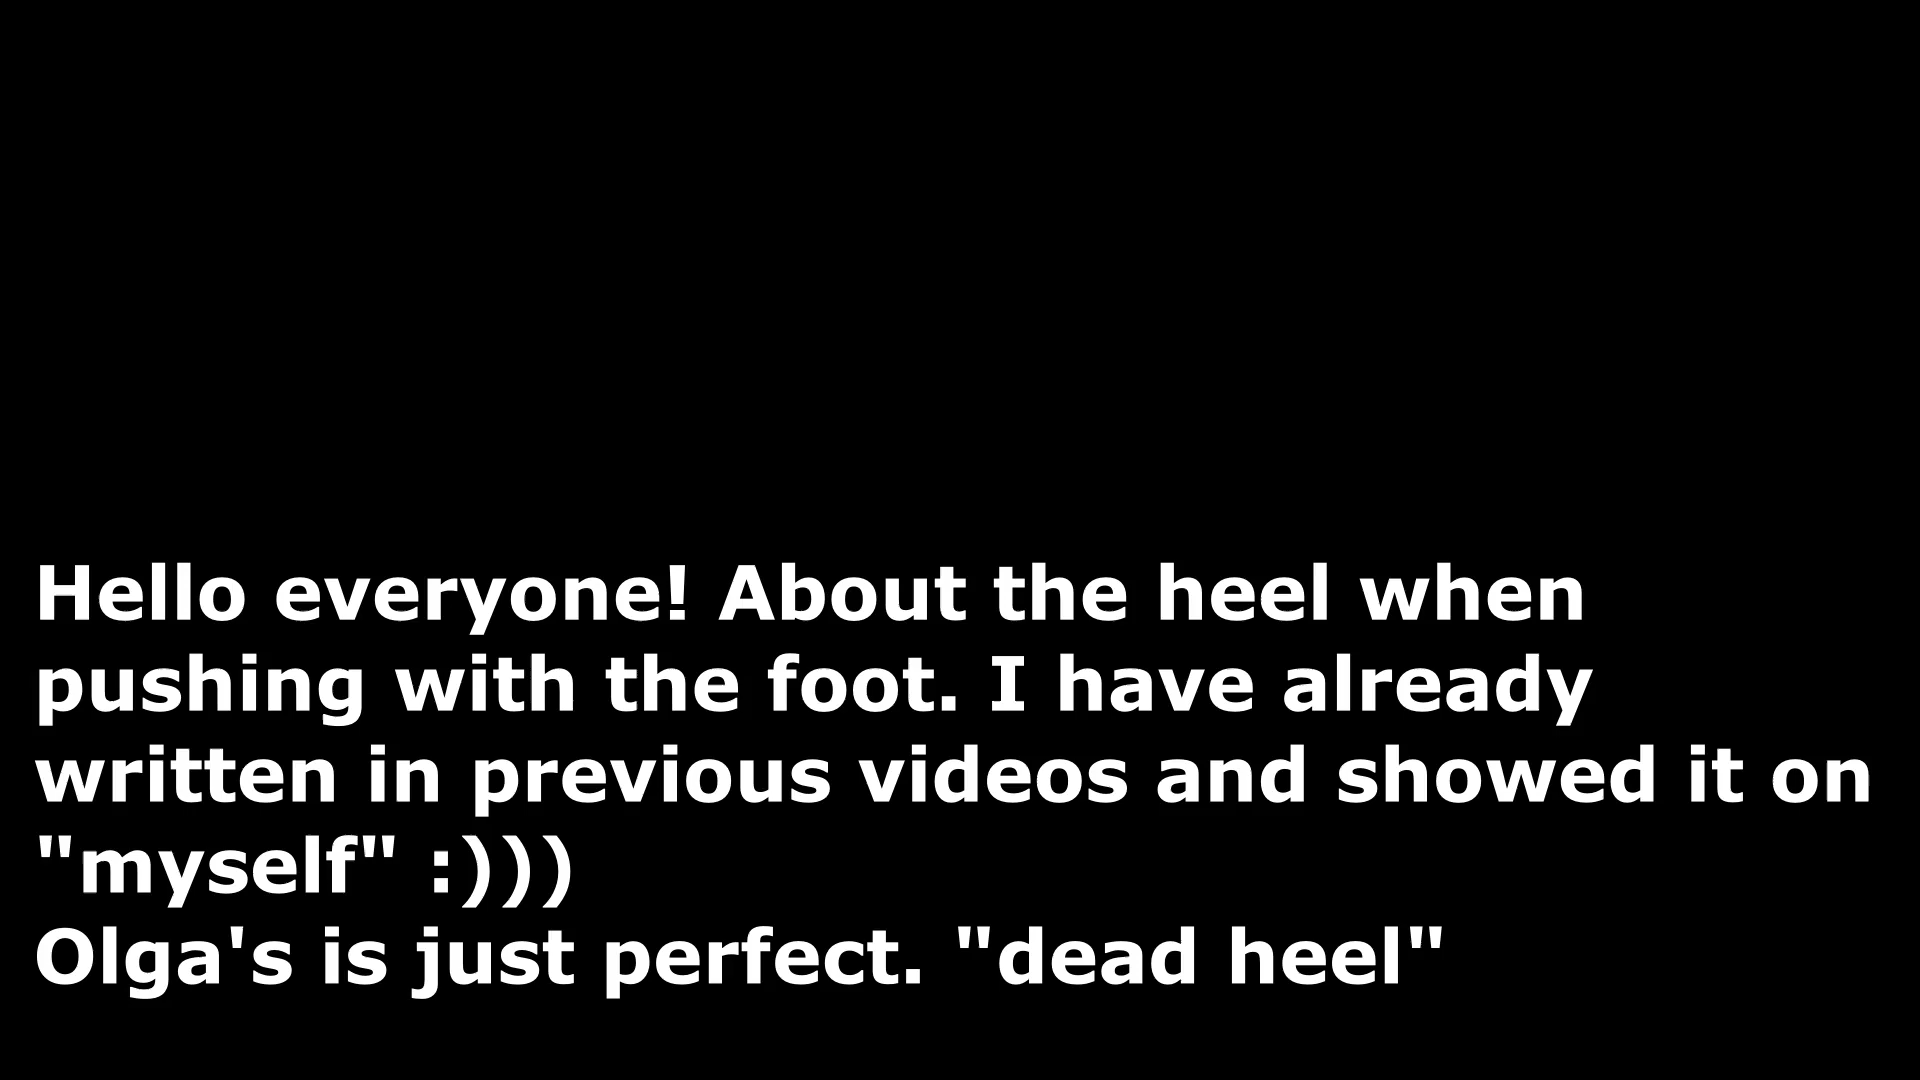 Hello everyone! About the heel when
pushing with the foot. I have already
written in previous videos and showed it on
"myself" :)))
Olga's is just perfect. "dead heel"